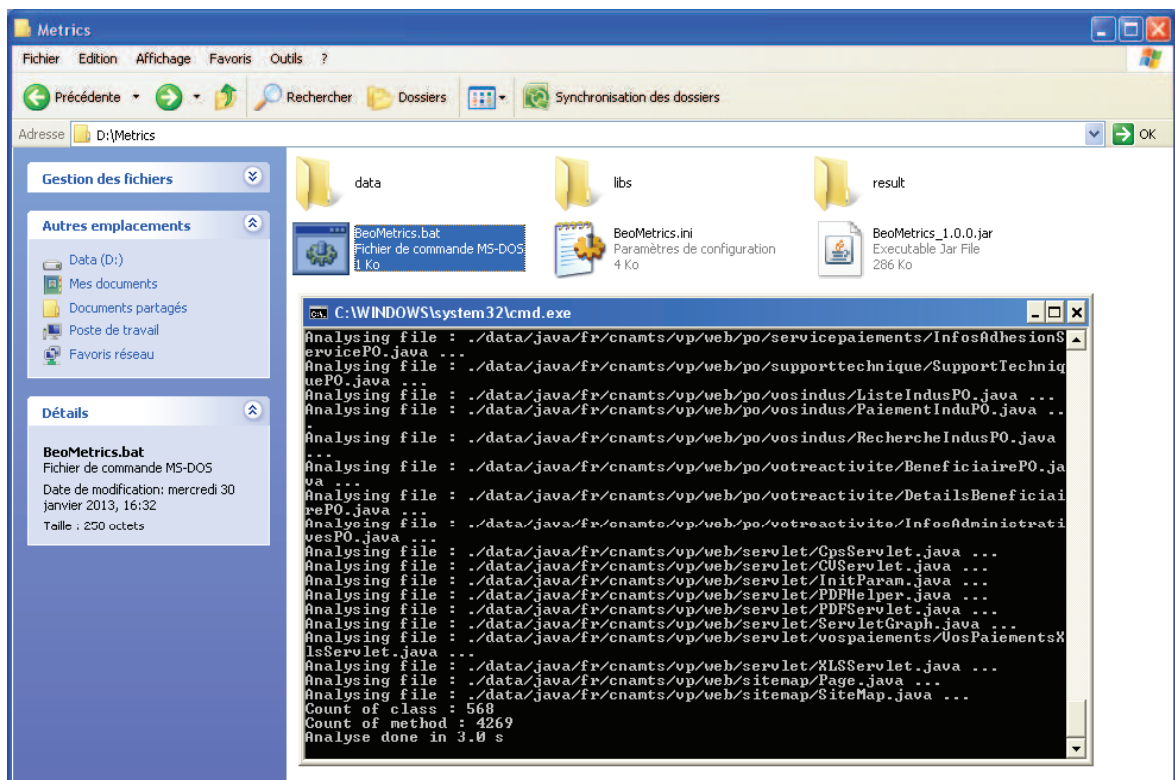 Metrics
Fichier Edition Affichage Favoris Outils ?
Précédente Rechercher Dossiers Synchronisation des dossiers
Adresse D:\Metrics OK
Gestion des fichiers
Autres emplacements
Data (D:)
Mes documents
Documents partagés
Poste de travail
Favoris réseau
Détails
BeoMetrics.bat
Fichier de commande MS-DOS
Date de modification: mercredi 30
janvier 2013, 16:32
Taille : 250 octets
data
libs
result
BeoMetrics.bat
Fichier de commande MS-DOS
1 Ko
BeoMetrics.ini
Paramètres de configuration
4 Ko
BeoMetrics_1.0.0.jar
Executable Jar File
286 Ko
C:\WINDOWS\system32\cmd.exe
Analysing file : ./data/java/fr/cnamts/vp/web/po/servicepaiements/InfosAdhesionS
ervicePO.java ...
Analysing file : ./data/java/fr/cnamts/vp/web/po/supporttechnique/SupportTechniq
uePO.java ...
Analysing file : ./data/java/fr/cnamts/vp/web/po/vosindus/ListeIndusPO.java ...
Analysing file : ./data/java/fr/cnamts/vp/web/po/vosindus/PaiementInduPO.java ..
.
Analysing file : ./data/java/fr/cnamts/vp/web/po/vosindus/RechercheIndusPO.java
...
Analysing file : ./data/java/fr/cnamts/vp/web/po/votreactivite/BeneficiairePO.ja
va ...
Analysing file : ./data/java/fr/cnamts/vp/web/po/votreactivite/DetailsBeneficiai
rePO.java ...
Analysing file : ./data/java/fr/cnamts/vp/web/po/votreactivite/InfosAdministrati
vesPO.java ...
Analysing file : ./data/java/fr/cnamts/vp/web/servlet/CpsServlet.java ...
Analysing file : ./data/java/fr/cnamts/vp/web/servlet/CVServlet.java ...
Analysing file : ./data/java/fr/cnamts/vp/web/servlet/InitParam.java ...
Analysing file : ./data/java/fr/cnamts/vp/web/servlet/PDFHelper.java ...
Analysing file : ./data/java/fr/cnamts/vp/web/servlet/PDFServlet.java ...
Analysing file : ./data/java/fr/cnamts/vp/web/servlet/ServletGraph.java ...
Analysing file : ./data/java/fr/cnamts/vp/web/servlet/vospaiements/VosPaiementsX
lsServlet.java ...
Analysing file : ./data/java/fr/cnamts/vp/web/servlet/XLSServlet.java ...
Analysing file : ./data/java/fr/cnamts/vp/web/sitemap/Page.java ...
Analysing file : ./data/java/fr/cnamts/vp/web/sitemap/SiteMap.java ...
Count of class : 568
Count of method : 4269
Analyse done in 3.0 s